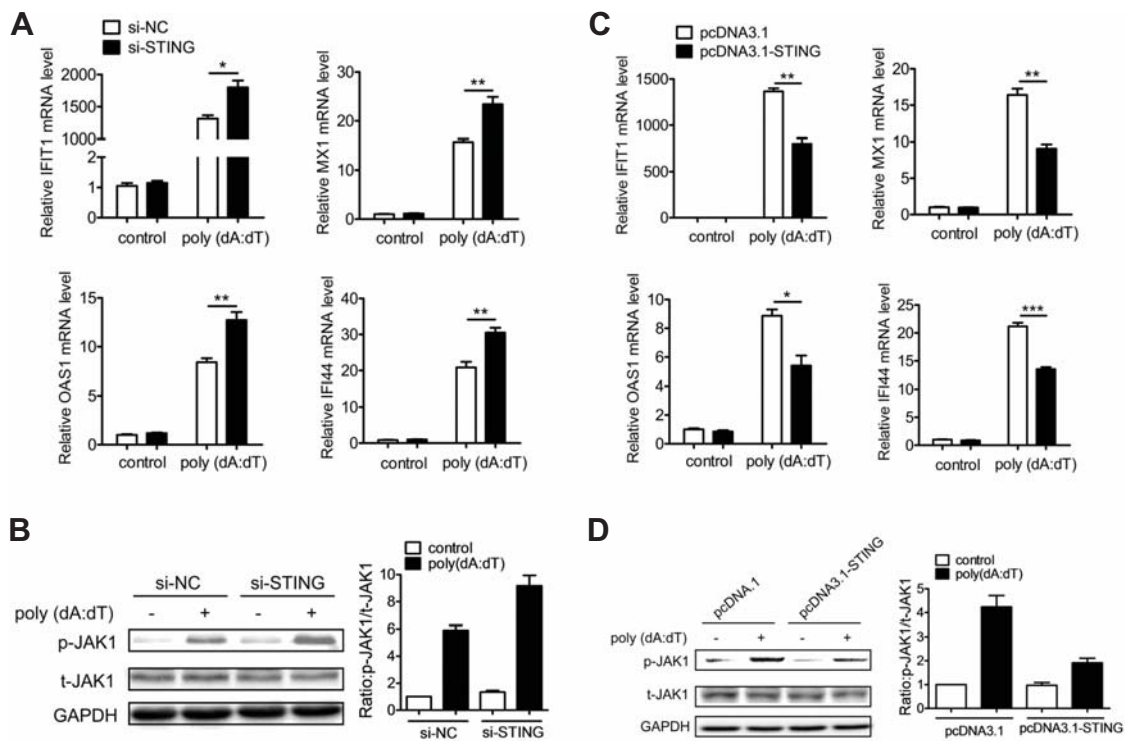 A
si-NC
si-STING
Relative IFIT1 mRNA level
2000
1500
1000
2
1
0
*
control
poly (dA:dT)
Relative MX1 mRNA level
30
20
10
0
**
control
poly (dA:dT)
Relative OAS1 mRNA level
15
10
5
0
**
control
poly (dA:dT)
Relative IFI44 mRNA level
40
30
20
10
0
**
control
poly (dA:dT)
C
pcDNA3.1
pcDNA3.1-STING
Relative IFIT1 mRNA level
1500
1000
500
0
**
control
poly (dA:dT)
Relative MX1 mRNA level
20
15
10
5
0
**
control
poly (dA:dT)
Relative OAS1 mRNA level
10
8
6
4
2
0
*
control
poly (dA:dT)
Relative IFI44 mRNA level
25
20
15
10
5
0
***
control
poly (dA:dT)
B
si-NC si-STING
poly (dA:dT) - + - +
p-JAK1
t-JAK1
GAPDH
control
poly(dA:dT)
Ratio:p-JAK1/t-JAK1
10
8
6
4
2
0
si-NC si-STING
D
pcDNA.1 pcDNA3.1-STING
poly (dA:dT) - + - +
p-JAK1
t-JAK1
GAPDH
control
poly(dA:dT)
Ratio:p-JAK1/t-JAK1
5
4
3
2
1
0
pcDNA3.1 pcDNA3.1-STING